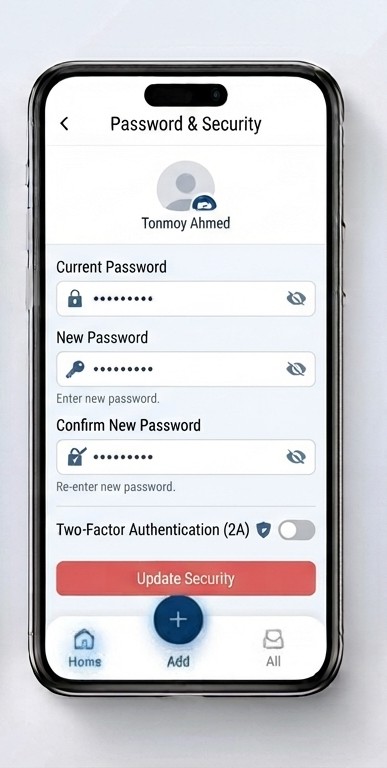 Password & Security
Tonmoy Ahmed
Current Password
•••••••••
New Password
•••••••••
Enter new password.
Confirm New Password
•••••••••
Re-enter new password.
Two-Factor Authentication (2A)
Update Security
Home
Add
All